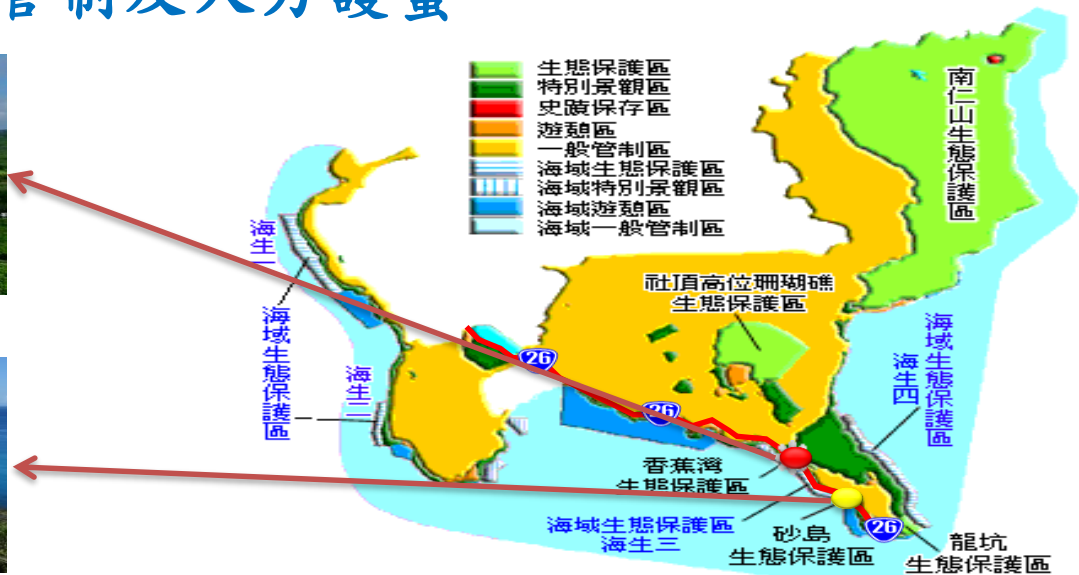 管制及人力護蟹
生態保護區
特別景觀區
史蹟保存區
遊憩區
一般管制區
海域生態保護區
海域特別景觀區
海域遊憩區
海域一般管制區
南仁山生態保護區
社頂高位珊瑚礁
生態保護區
海生一
海域生態保護區
海生二
海域生態保護區
海生四
26
26
香蕉灣
生態保護區
海域生態保護區
海生三
砂島
生態保護區
26
龍坑
生態保護區